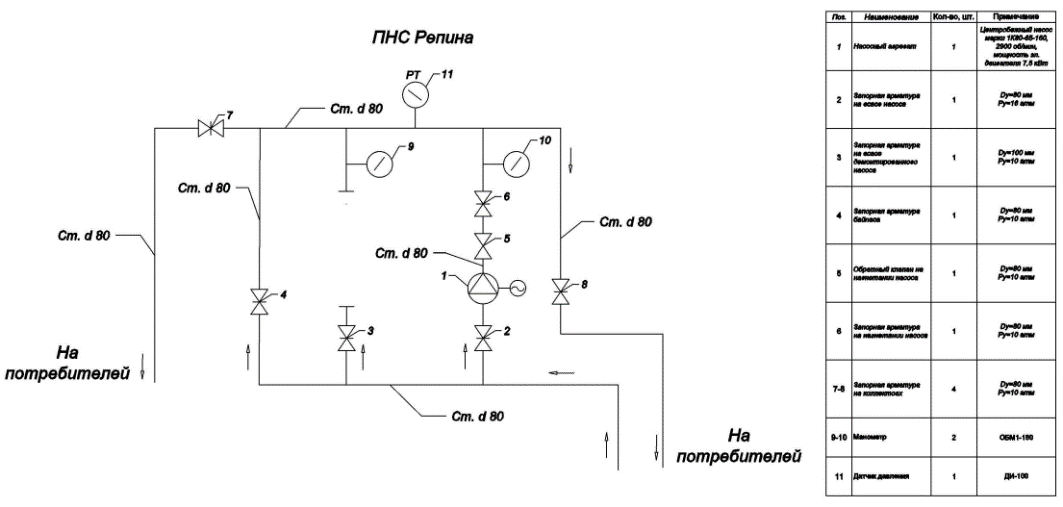 ПНС Репина
РТ
11
Ст. d 80
7
9
10
Ст. d 80
6
Ст. d 80
Ст. d 80
5
Ст. d 80
1
8
4
3
2
На
потребителей
Ст. d 80
На
потребителей
Поз. Наименование Кол-во, шт. Примечание
1 Насосный агрегат 1 Центробежный насос
марки 1К80-65-160,
2900 об/мин,
мощность эл.
двигателя 7,5 кВт
2 Запорная арматура
на всасе насоса 1 Dy=80 мм
Py=16 атм
3 Запорная арматура
на всасе
демонтированного
насоса 1 Dy=100 мм
Py=10 атм
4 Запорная арматура
байпаса 1 Dy=80 мм
Py=10 атм
5 Обратный клапан на
нагнетании насоса 1 Dy=80 мм
Py=10 атм
6 Запорная арматура
на нагнетании насоса 1 Dy=80 мм
Py=10 атм
7-8 Запорная арматура
на коллекторах 4 Dy=80 мм
Py=10 атм
9-10 Манометр 2 ОБМ1-160
11 Датчик давления 1 ДИ-100